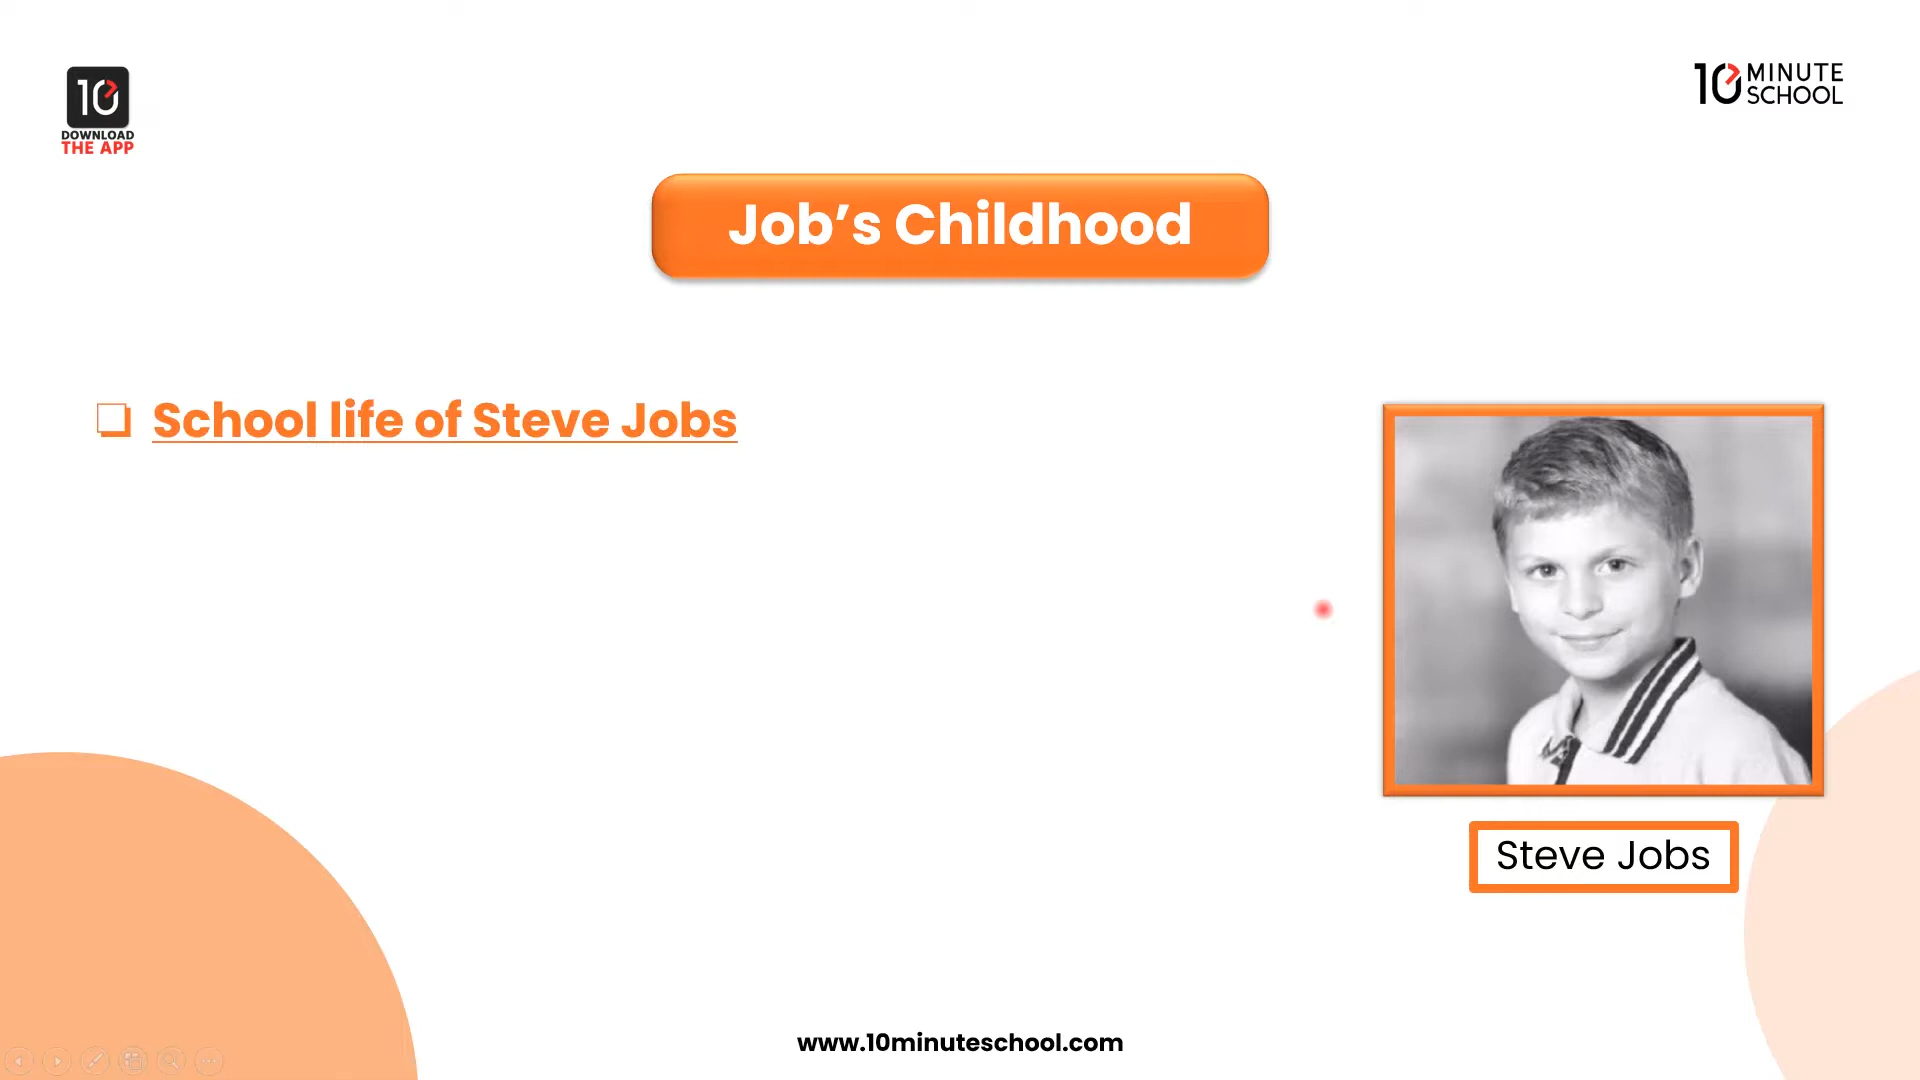 10
DOWNLOAD
THE APP
10 MINUTE
SCHOOL
Job’s Childhood
❏ School life of Steve Jobs
Steve Jobs
www.10minuteschool.com